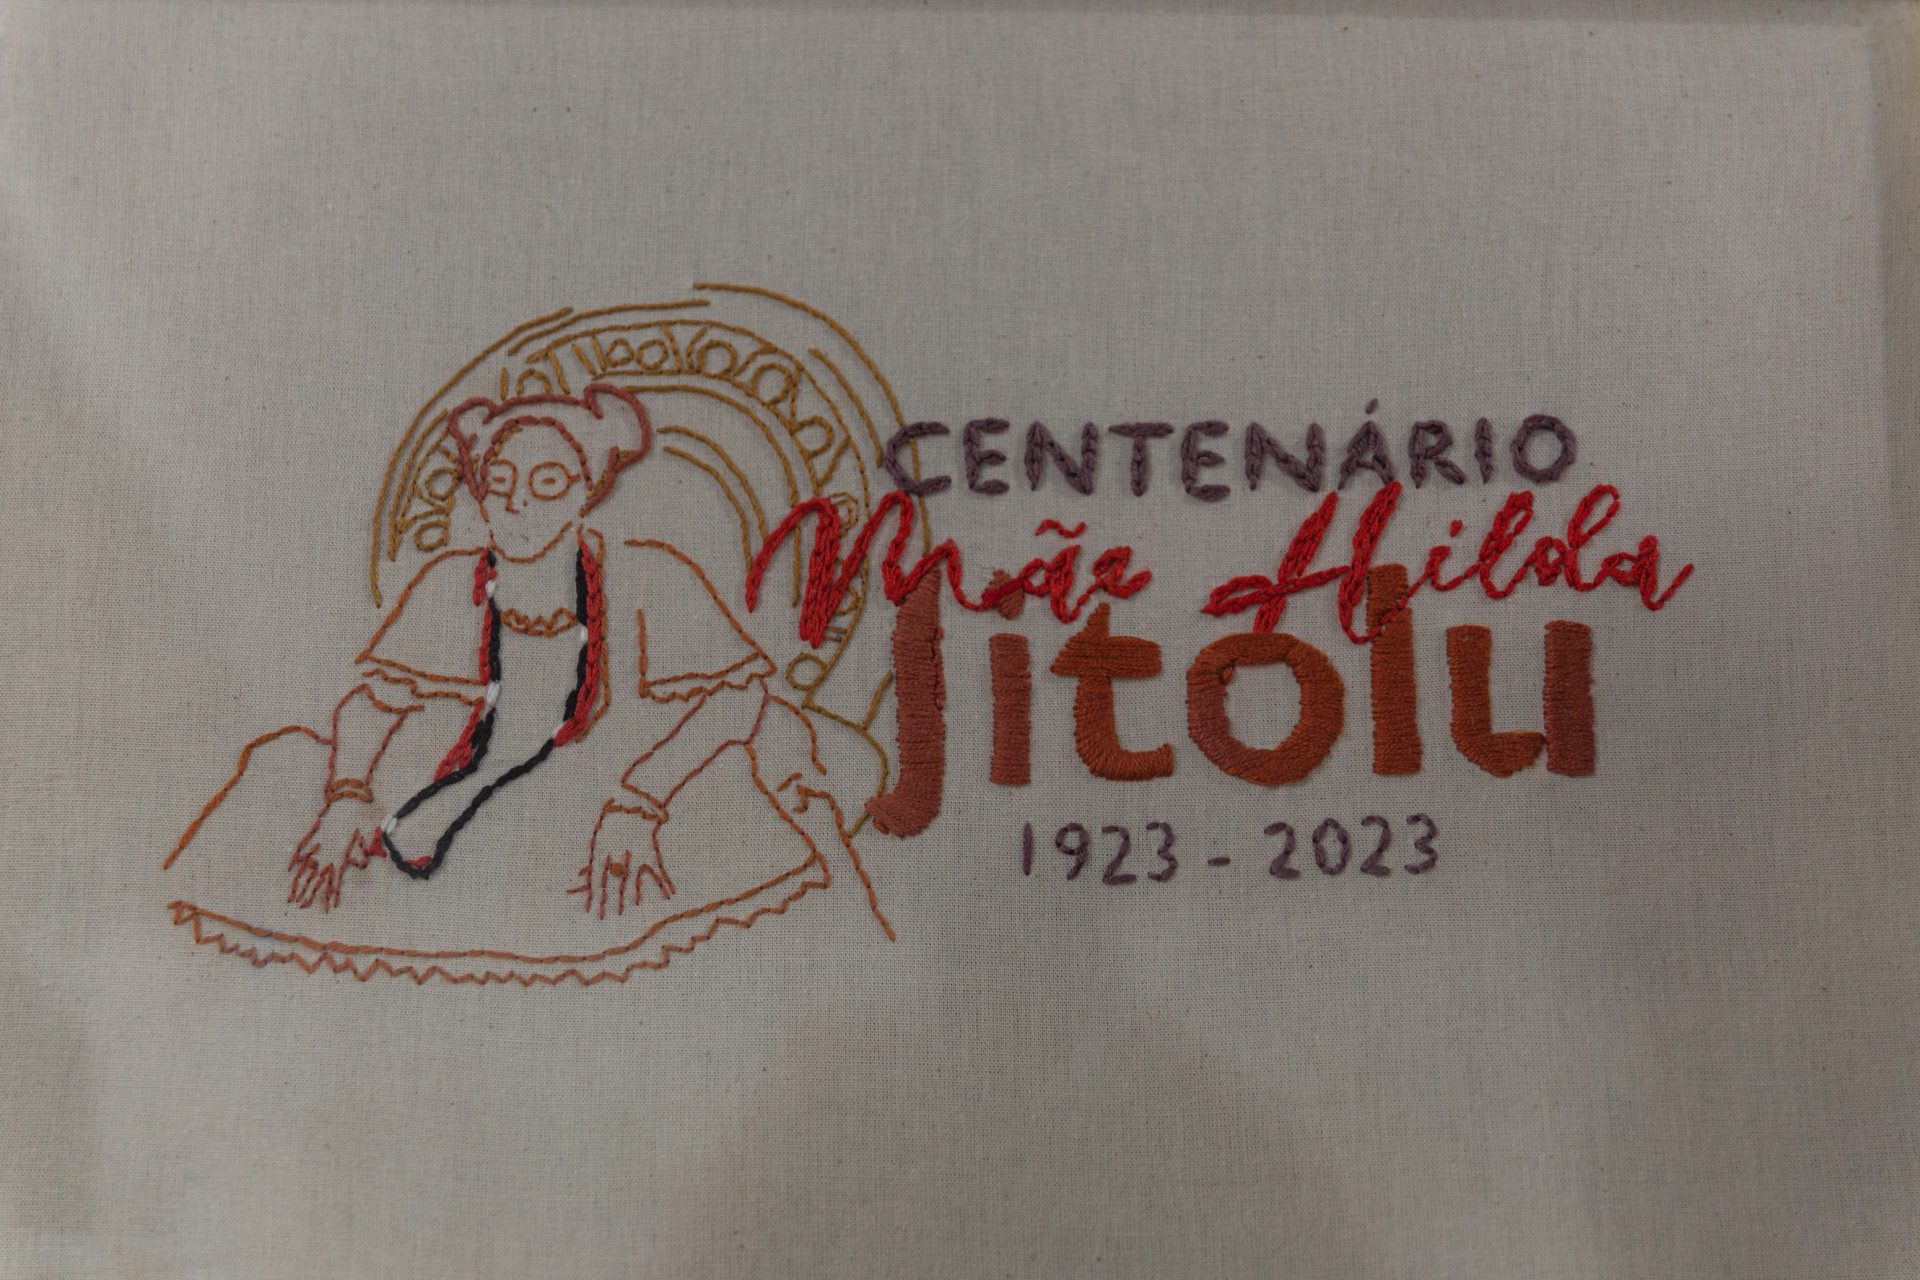 CENTENÁRIO
Mãe Hilda
Jitolu
1923 - 2023